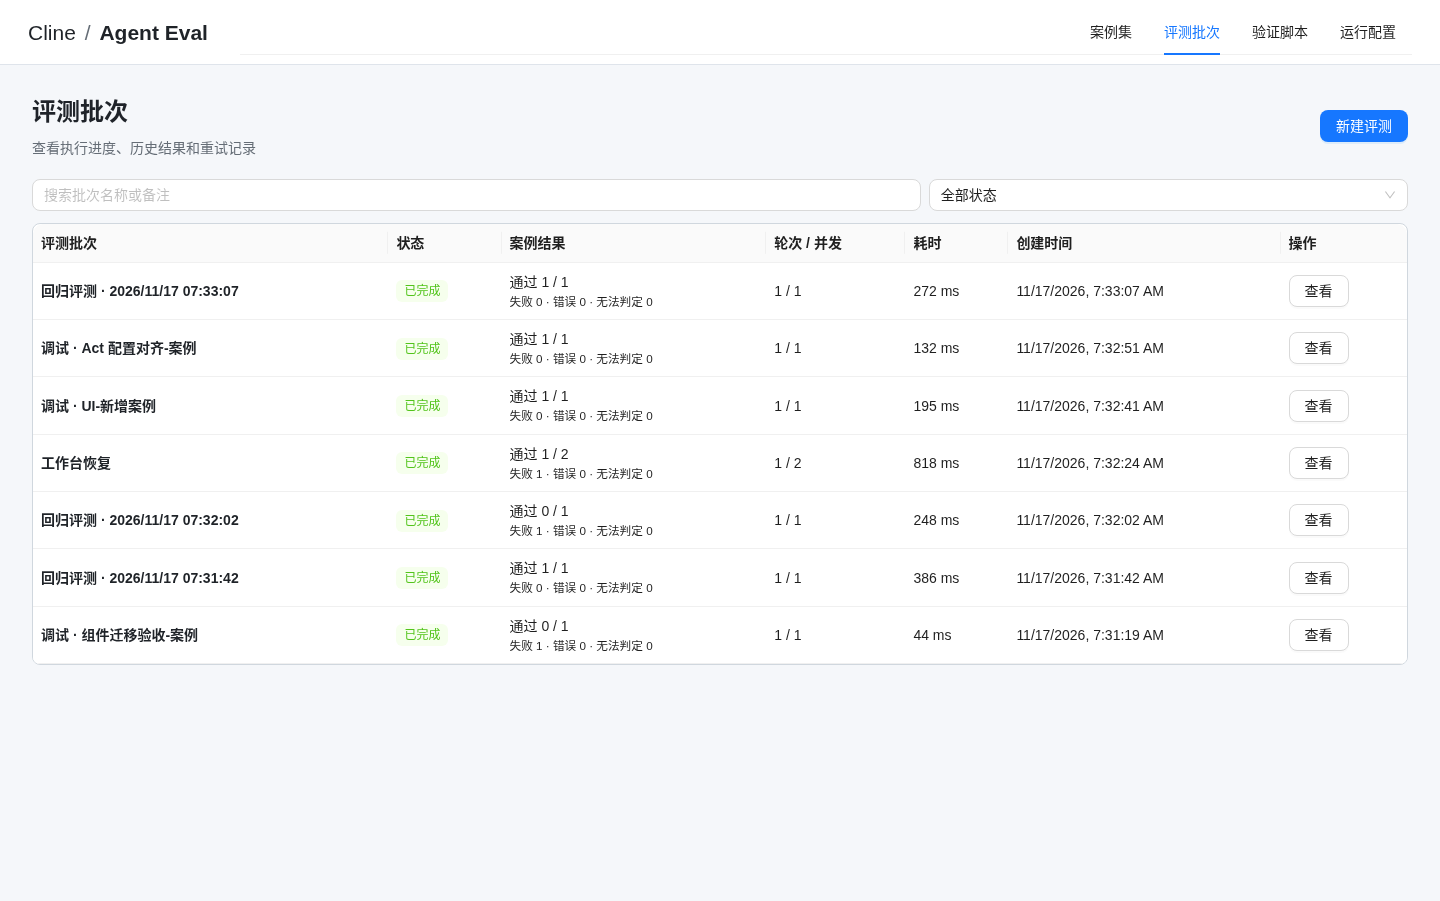 Cline / Agent Eval
案例集 评测批次 验证脚本 运行配置
评测批次
查看执行进度、历史结果和重试记录
新建评测
搜索批次名称或备注 全部状态
评测批次 状态 案例结果 轮次 / 并发 耗时 创建时间 操作
回归评测 · 2026/11/17 07:33:07 已完成 通过 1 / 1 1 / 1 272 ms 11/17/2026, 7:33:07 AM 查看
失败 0 · 错误 0 · 无法判定 0
调试 · Act 配置对齐-案例 已完成 通过 1 / 1 1 / 1 132 ms 11/17/2026, 7:32:51 AM 查看
失败 0 · 错误 0 · 无法判定 0
调试 · UI-新增案例 已完成 通过 1 / 1 1 / 1 195 ms 11/17/2026, 7:32:41 AM 查看
失败 0 · 错误 0 · 无法判定 0
工作台恢复 已完成 通过 1 / 2 1 / 2 818 ms 11/17/2026, 7:32:24 AM 查看
失败 1 · 错误 0 · 无法判定 0
回归评测 · 2026/11/17 07:32:02 已完成 通过 0 / 1 1 / 1 248 ms 11/17/2026, 7:32:02 AM 查看
失败 1 · 错误 0 · 无法判定 0
回归评测 · 2026/11/17 07:31:42 已完成 通过 1 / 1 1 / 1 386 ms 11/17/2026, 7:31:42 AM 查看
失败 0 · 错误 0 · 无法判定 0
调试 · 组件迁移验收-案例 已完成 通过 0 / 1 1 / 1 44 ms 11/17/2026, 7:31:19 AM 查看
失败 1 · 错误 0 · 无法判定 0